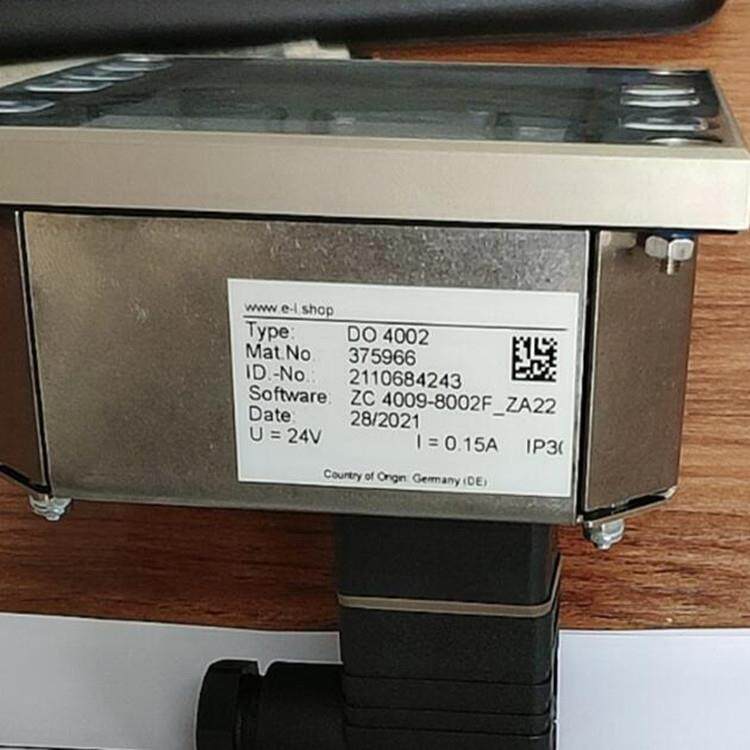 www.e-l.shop
Type: DO 4002
Mat.No. 375966
ID.-No.: 2110684243
Software: ZC 4009-8002F_ZA22
Date: 28/2021
U = 24V I = 0.15A IP30
Country of Origin: Germany (DE)